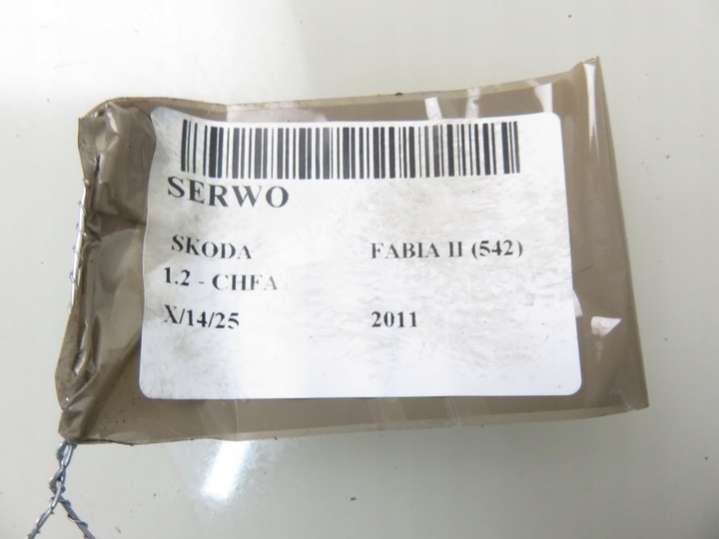 SERWO
SKODA FABIA II (542)
1.2 - CHFA
X/14/25 2011